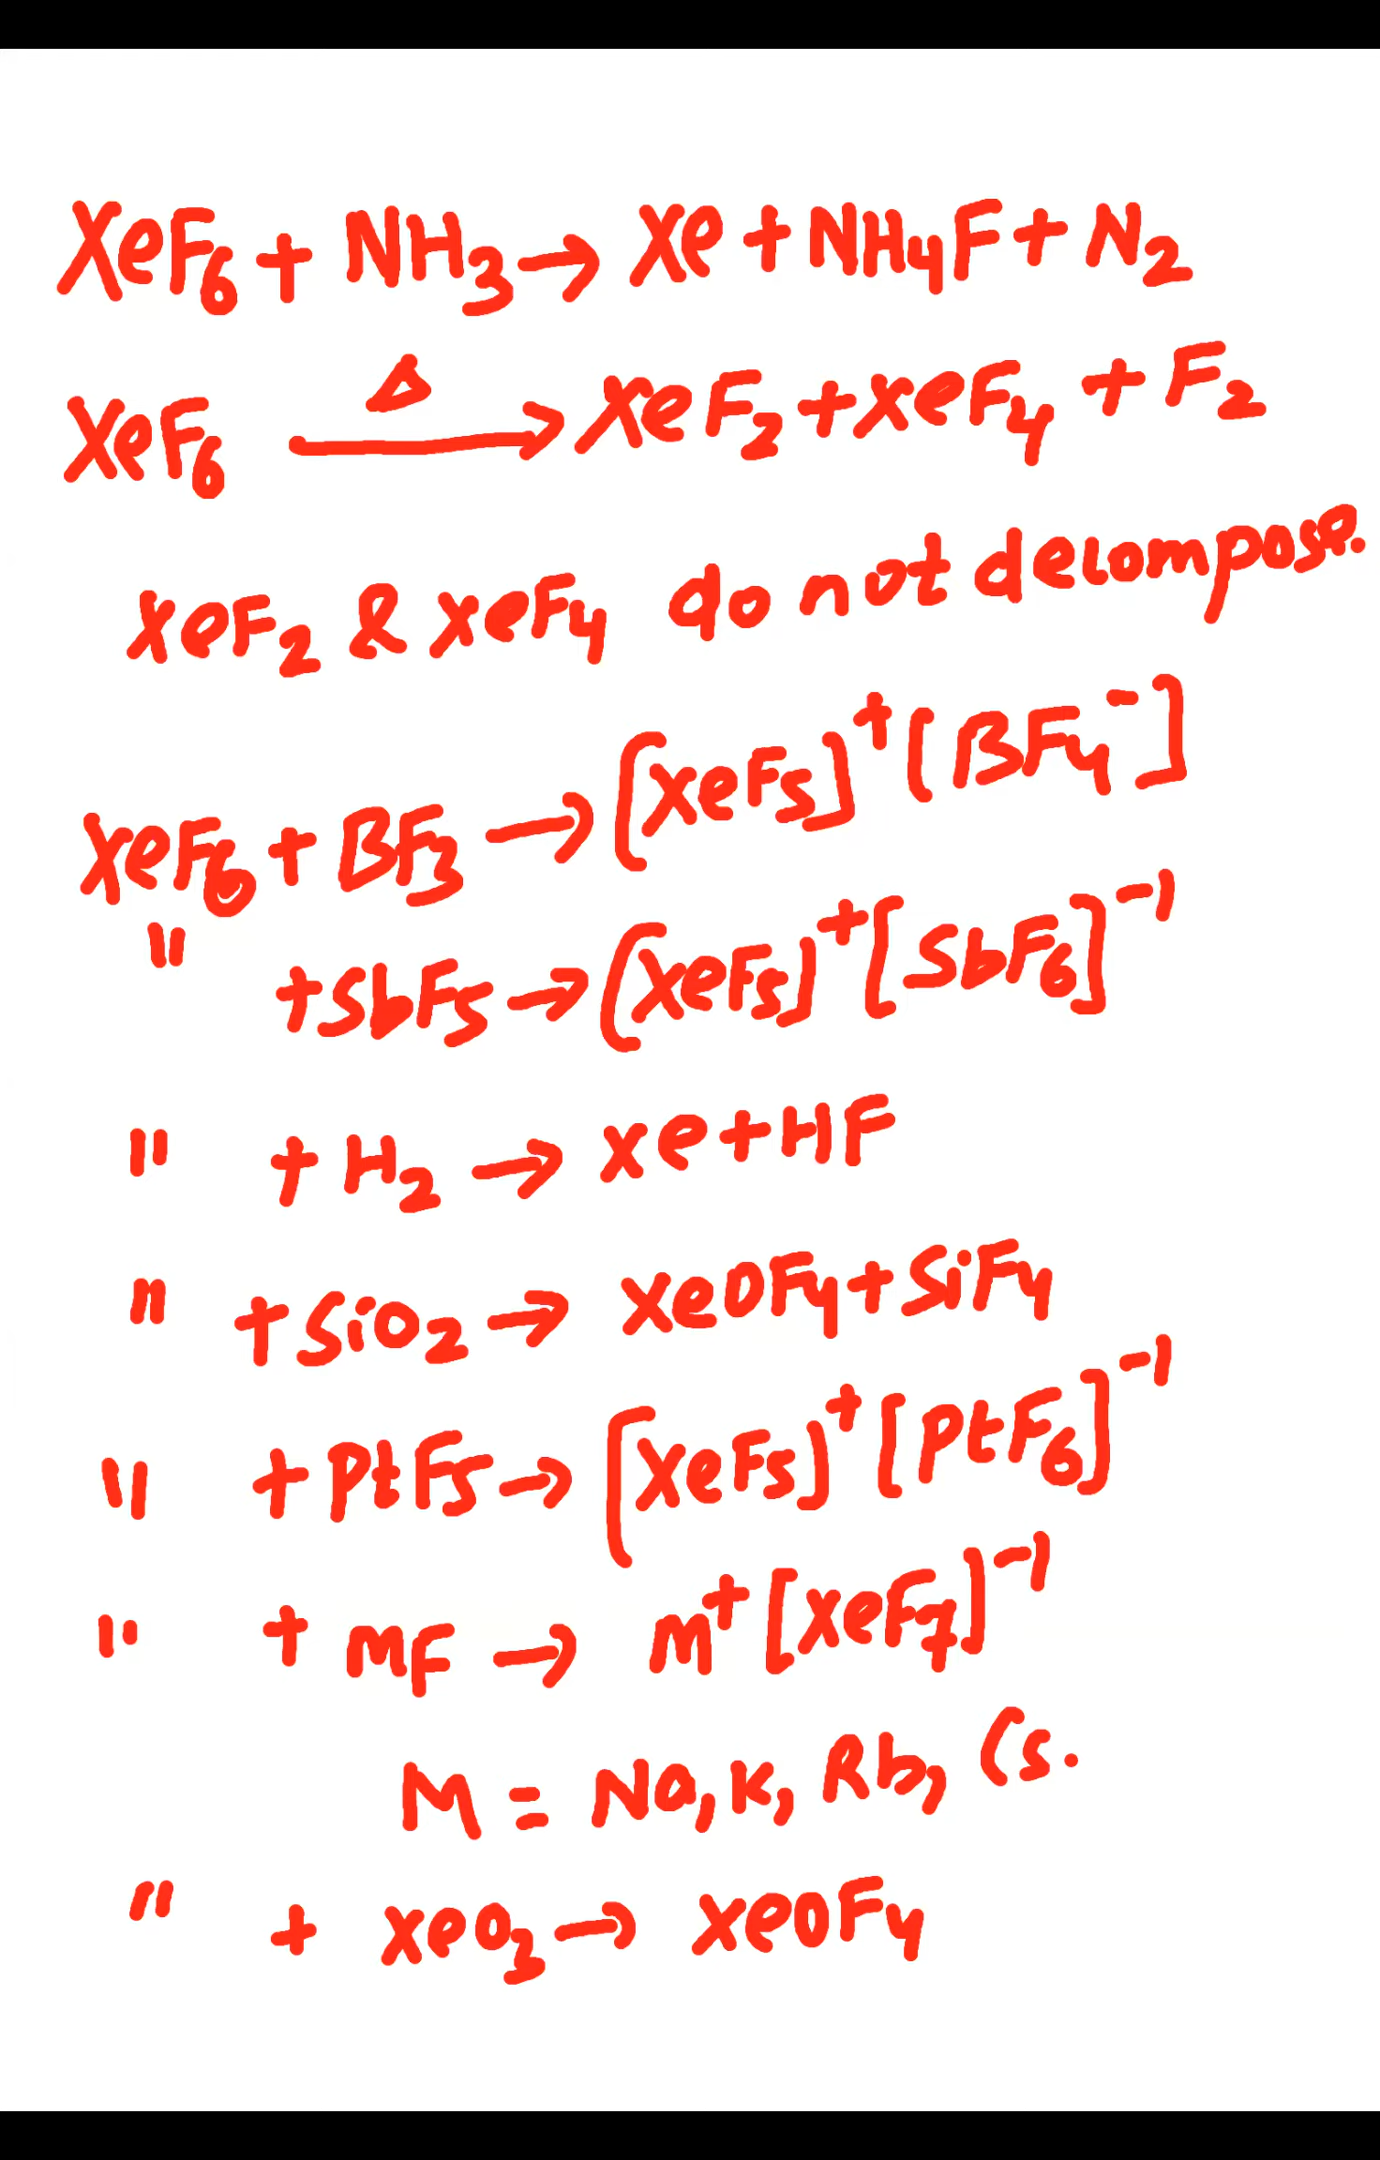 XeF₆ + NH₃ → Xe + NH₄F + N₂
XeF₆ —Δ→ XeF₂ + XeF₄ + F₂
XeF₂ & XeF₄ do not decompose.
XeF₆ + BF₃ → [XeF₅]⁺ [BF₄⁻]
" + SbF₅ → [XeF₅]⁺ [SbF₆]⁻¹
" + H₂ → Xe + HF
" + SiO₂ → XeOF₄ + SiF₄
" + PtF₅ → [XeF₅]⁺ [PtF₆]⁻¹
" + MF → M⁺ [XeF₇]⁻¹
M = Na, K, Rb, Cs.
" + XeO₃ → XeOF₄